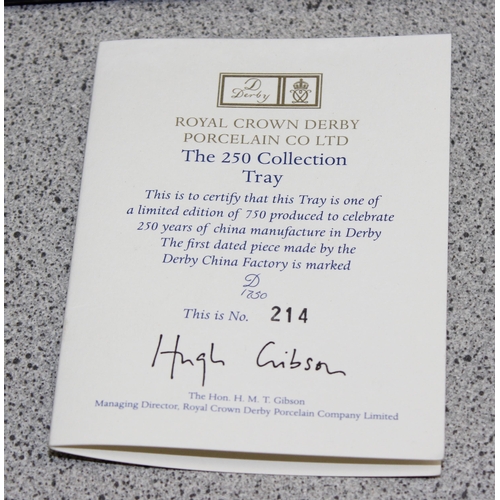 D
Derby
ROYAL CROWN DERBY
PORCELAIN CO LTD
The 250 Collection
Tray
This is to certify that this Tray is one of
a limited edition of 750 produced to celebrate
250 years of china manufacture in Derby
The first dated piece made by the
Derby China Factory is marked
D
1750
This is No. 214
Hugh Gibson
The Hon. H. M. T. Gibson
Managing Director, Royal Crown Derby Porcelain Company Limited